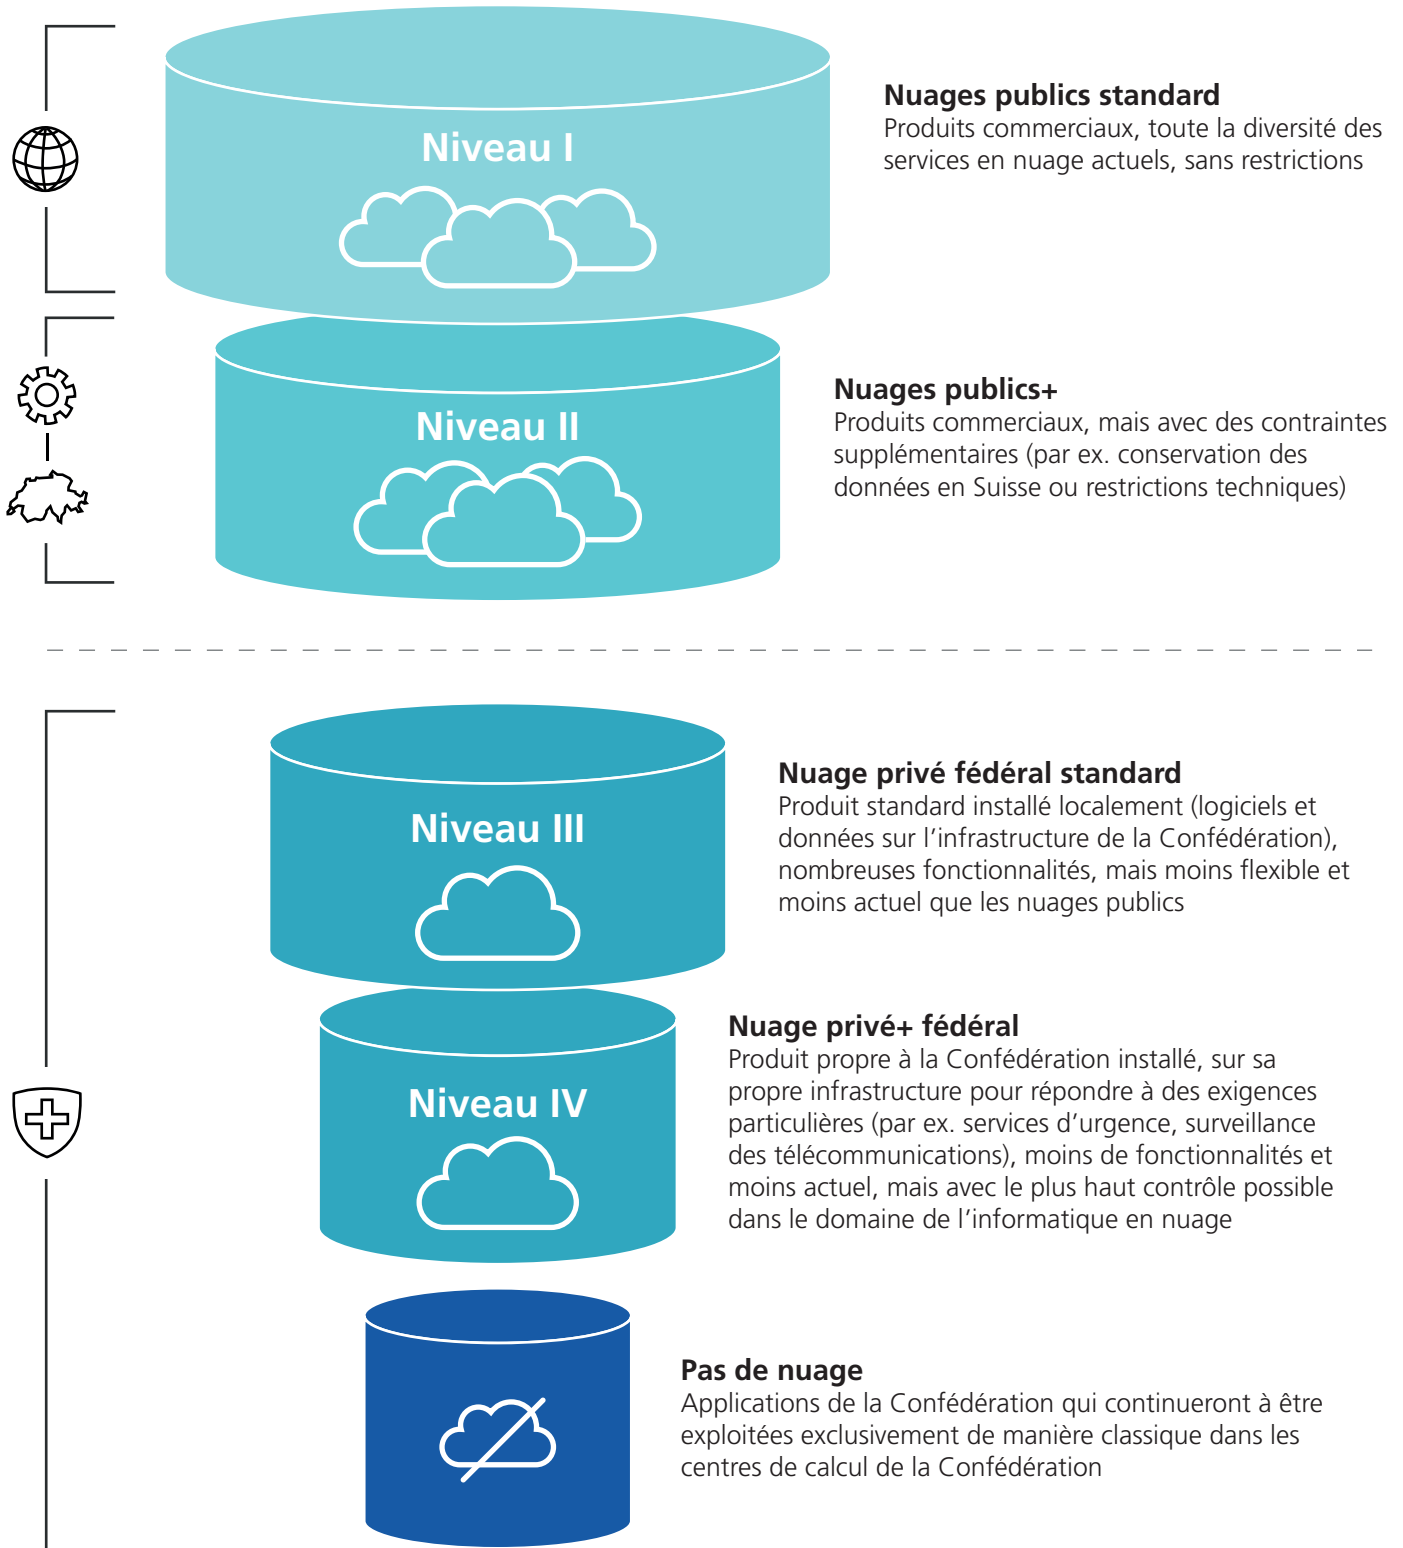 Niveau I
Nuages publics standard
Produits commerciaux, toute la diversité des
services en nuage actuels, sans restrictions
Niveau II
Nuages publics+
Produits commerciaux, mais avec des contraintes
supplémentaires (par ex. conservation des
données en Suisse ou restrictions techniques)
Niveau III
Nuage privé fédéral standard
Produit standard installé localement (logiciels et
données sur l’infrastructure de la Confédération),
nombreuses fonctionnalités, mais moins flexible et
moins actuel que les nuages publics
Niveau IV
Nuage privé+ fédéral
Produit propre à la Confédération installé, sur sa
propre infrastructure pour répondre à des exigences
particulières (par ex. services d’urgence, surveillance
des télécommunications), moins de fonctionnalités et
moins actuel, mais avec le plus haut contrôle possible
dans le domaine de l’informatique en nuage
Pas de nuage
Applications de la Confédération qui continueront à être
exploitées exclusivement de manière classique dans les
centres de calcul de la Confédération